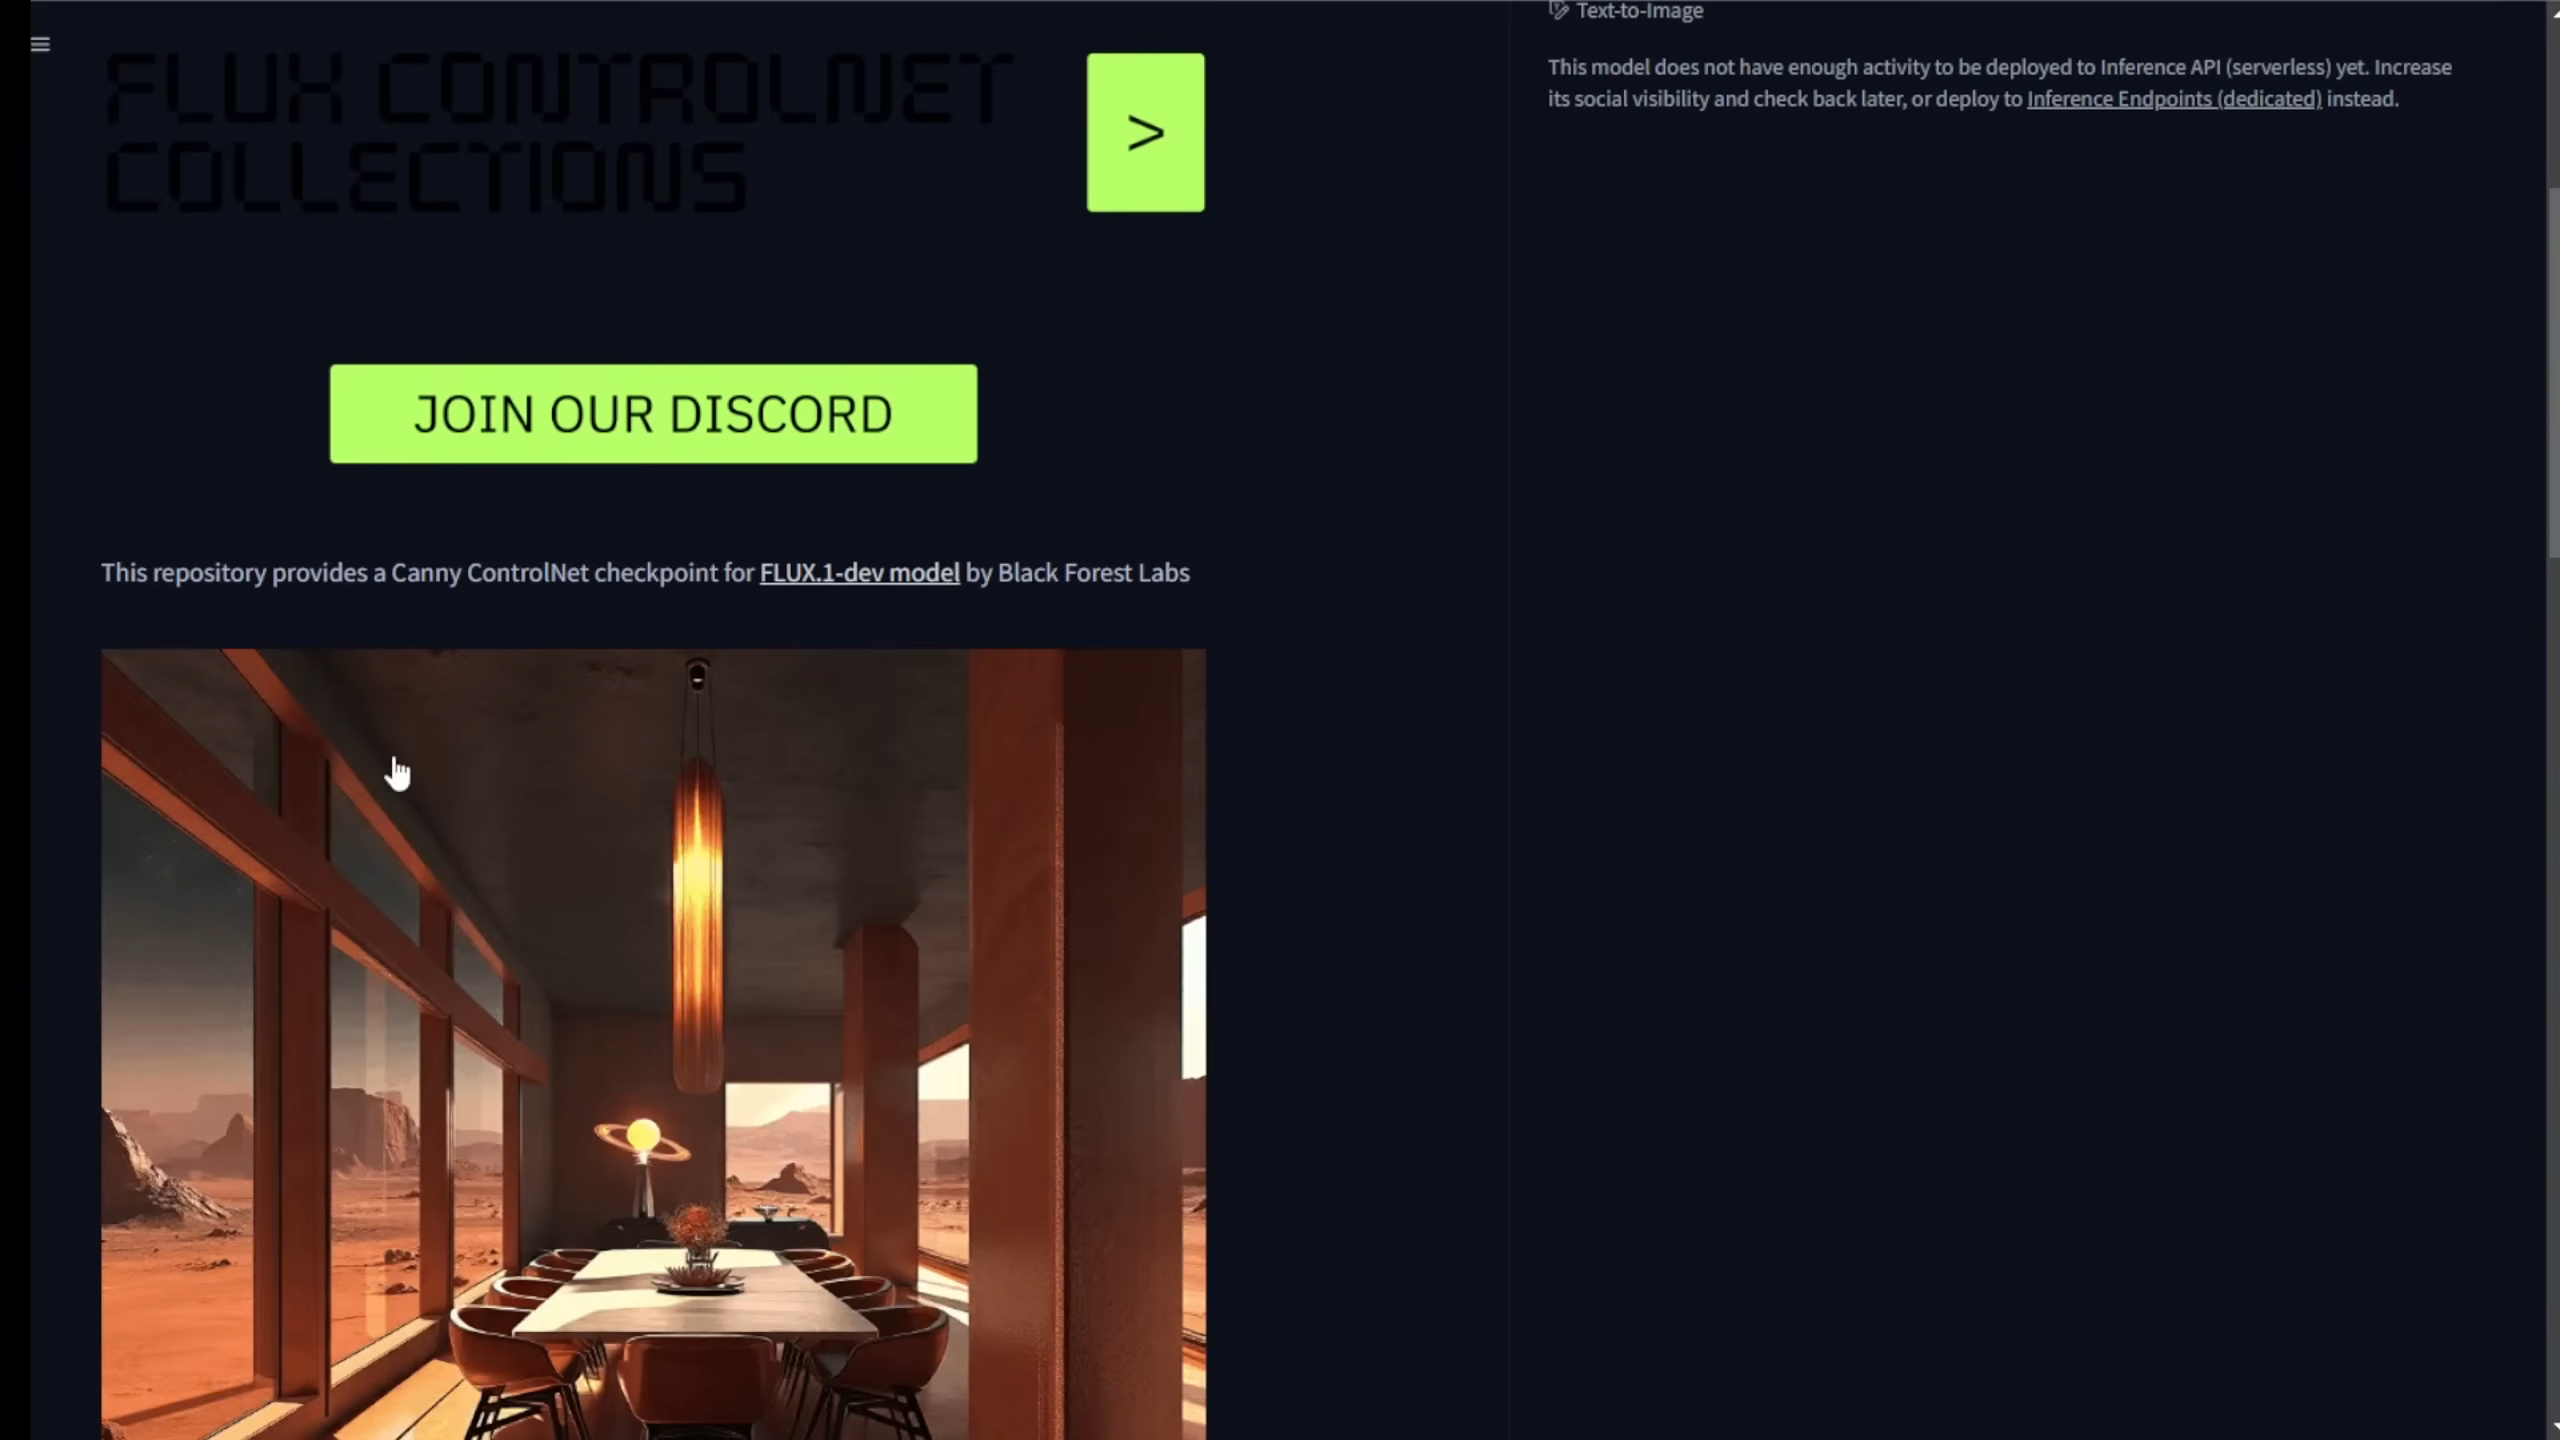 FLUX CONTROLNET
COLLECTIONS
>
JOIN OUR DISCORD
This repository provides a Canny ControlNet checkpoint for FLUX.1-dev model by Black Forest Labs
Text-to-Image
This model does not have enough activity to be deployed to Inference API (serverless) yet. Increase
its social visibility and check back later, or deploy to Inference Endpoints (dedicated) instead.